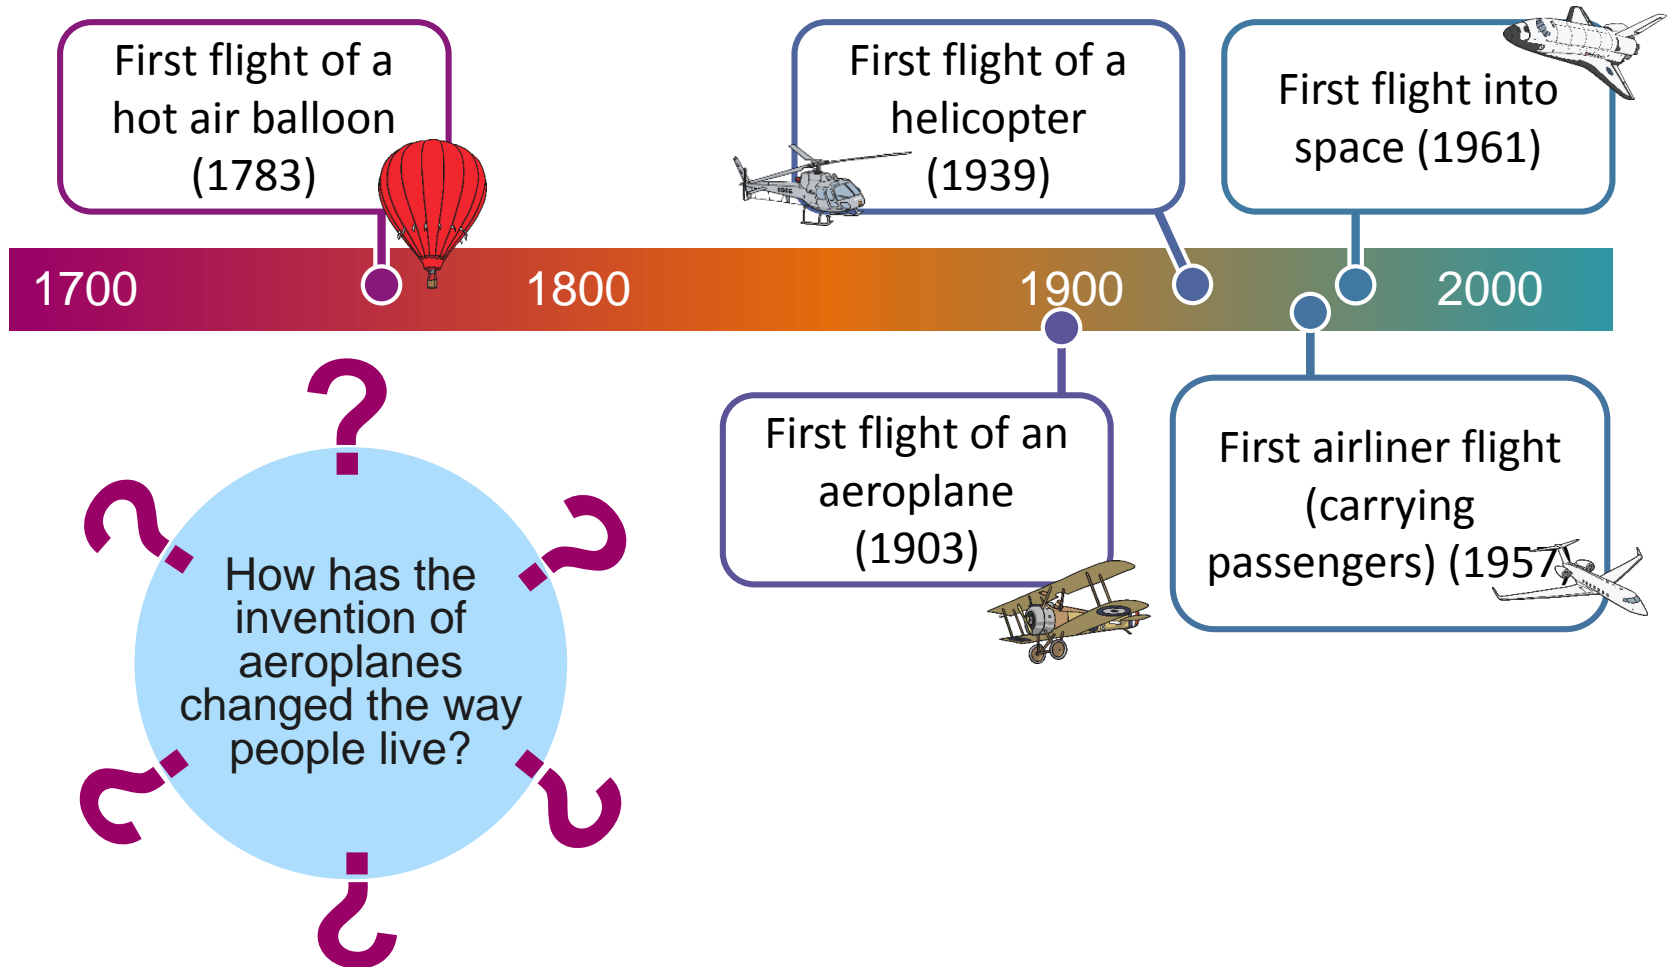 First flight of a
hot air balloon
(1783)
First flight of a
helicopter
(1939)
First flight into
space (1961)
1700
1800
1900
2000
First flight of an
aeroplane
(1903)
First airliner flight
(carrying
passengers) (1957)
?
?
?
?
?
?
How has the
invention of
aeroplanes
changed the way
people live?